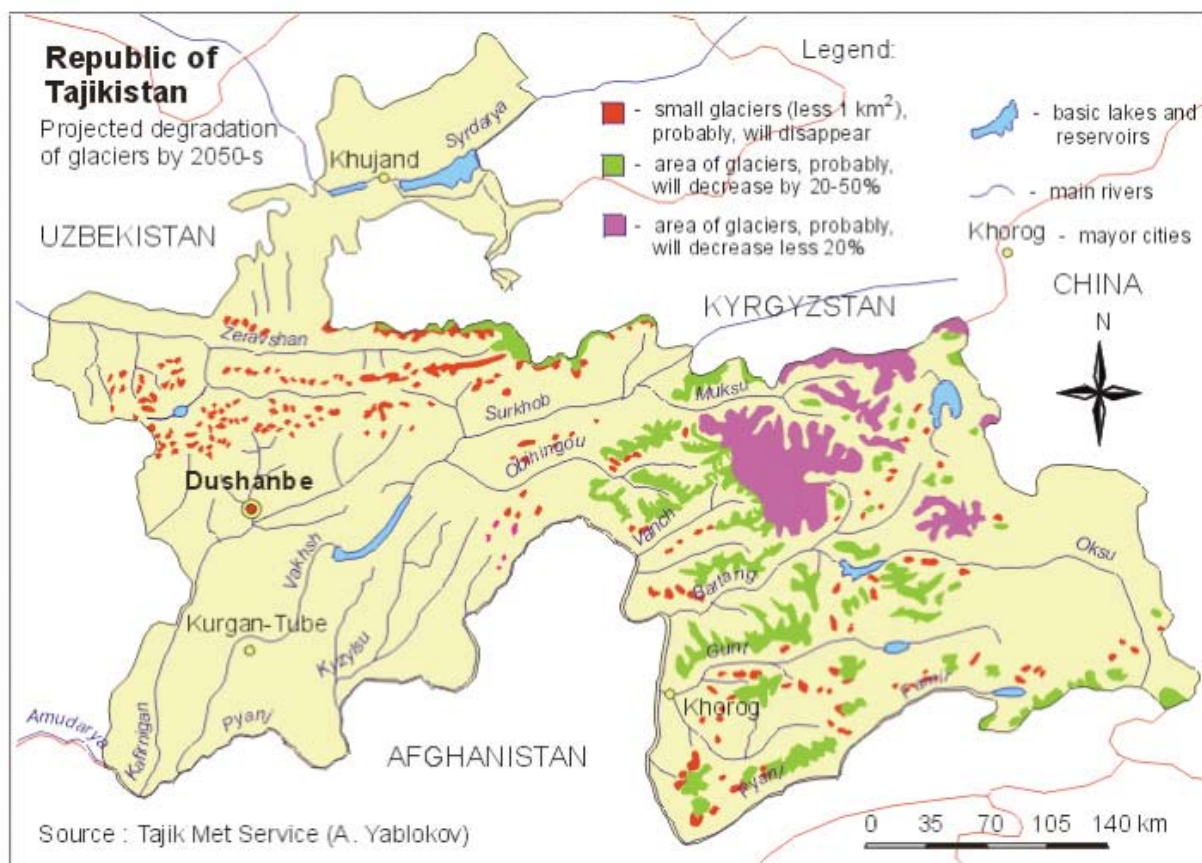 Republic of
Tajikistan
Projected degradation
of glaciers by 2050-s
Legend:
- small glaciers (less 1 km²),
probably, will disappear
- area of glaciers, probably,
will decrease by 20-50%
- area of glaciers, probably,
will decrease less 20%
- basic lakes and
reservoirs
- main rivers
Khorog - mayor cities
Syrdarya
Khujand
UZBEKISTAN
KYRGYZSTAN
CHINA
N
Zeravshan
Muksu
Surkhob
Obihingou
Dushanbe
Vanch
Oksu
Vakhsh
Bartang
Kurgan-Tube
Kizylsu
Gunt
Pamir
Khorog
Amudarya
Kafirnigan
Pyanj
AFGHANISTAN
Pyanj
Source : Tajik Met Service (A. Yablokov)
0 35 70 105 140 km